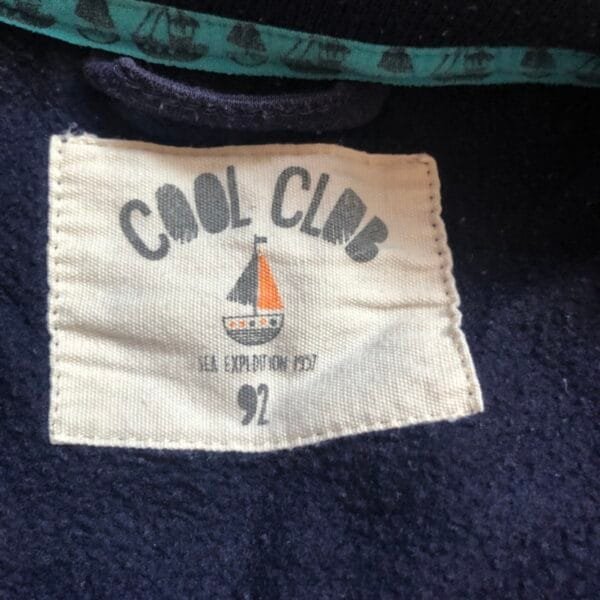 COOL CLUB
SEA EXPEDITION 1957
92